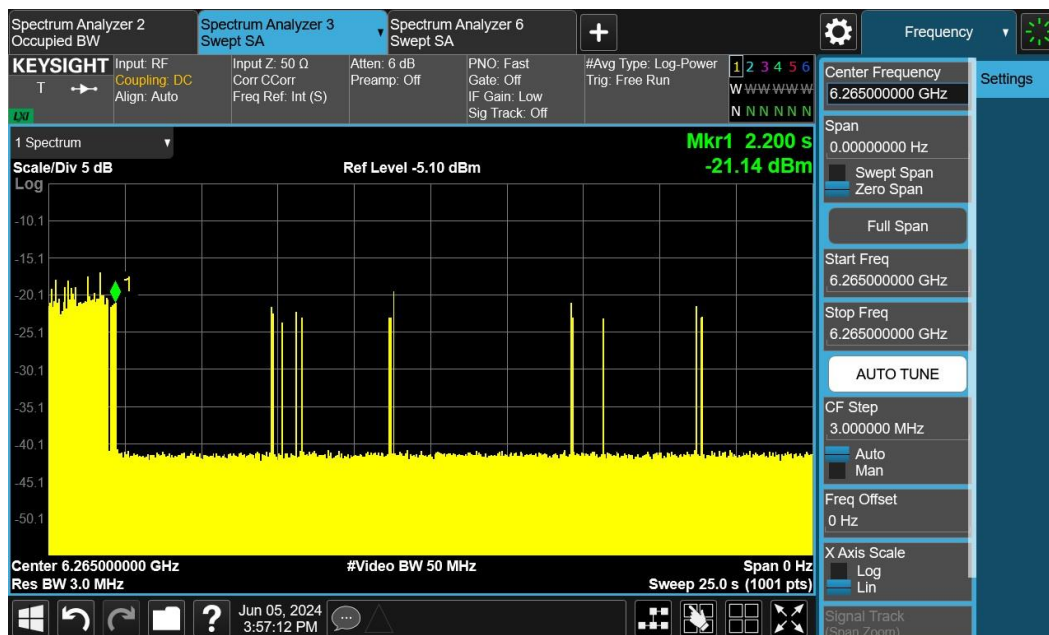 Spectrum Analyzer 2
Occupied BW
Spectrum Analyzer 3
Swept SA
Spectrum Analyzer 6
Swept SA
Frequency
KEYSIGHT
T
LXI
Input: RF
Coupling: DC
Align: Auto
Input Z: 50 Ω
Corr CCorr
Freq Ref: Int (S)
Atten: 6 dB
Preamp: Off
PNO: Fast
Gate: Off
IF Gain: Low
Sig Track: Off
#Avg Type: Log-Power
Trig: Free Run
1 2 3 4 5 6
W W W W W W
N N N N N N
1 Spectrum
Scale/Div 5 dB
Ref Level -5.10 dBm
Mkr1 2.200 s
-21.14 dBm
Log
-10.1
-15.1
-20.1
-25.1
-30.1
-35.1
-40.1
-45.1
-50.1
1
Center 6.265000000 GHz
#Video BW 50 MHz
Span 0 Hz
Res BW 3.0 MHz
Sweep 25.0 s (1001 pts)
Jun 05, 2024
3:57:12 PM
Center Frequency
6.265000000 GHz
Settings
Span
0.00000000 Hz
Swept Span
Zero Span
Full Span
Start Freq
6.265000000 GHz
Stop Freq
6.265000000 GHz
AUTO TUNE
CF Step
3.000000 MHz
Auto
Man
Freq Offset
0 Hz
X Axis Scale
Log
Lin
Signal Track
(Span Zoom)